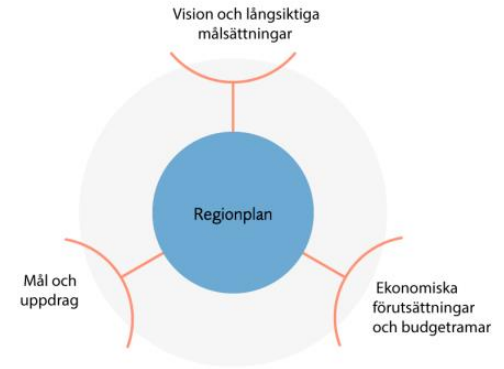 Vision och långsiktiga
målsättningar
Regionplan
Mål och
uppdrag
Ekonomiska
förutsättningar
och budgetramar